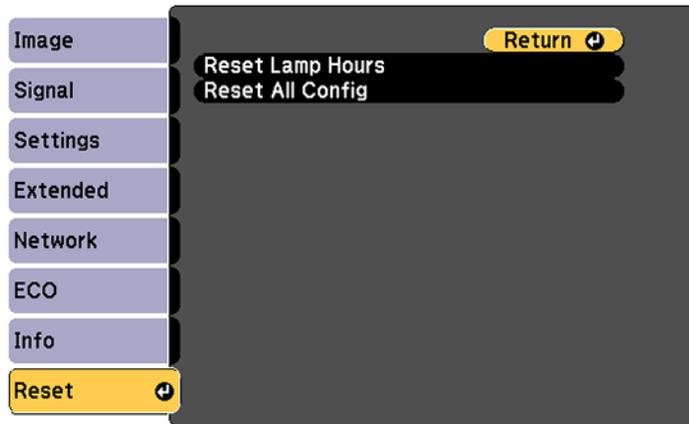 Image
Signal
Settings
Extended
Network
ECO
Info
Reset
Return
Reset Lamp Hours
Reset All Config